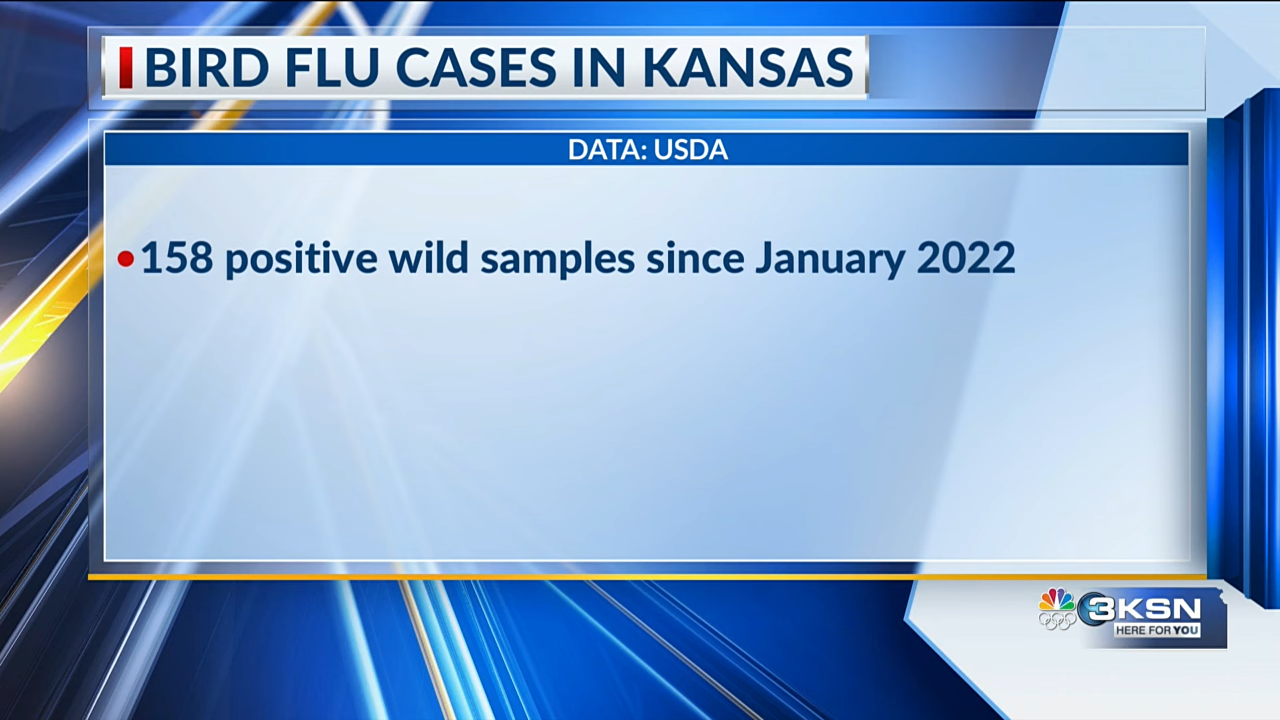 BIRD FLU CASES IN KANSAS
DATA: USDA
•158 positive wild samples since January 2022
3KSN
HERE FOR YOU